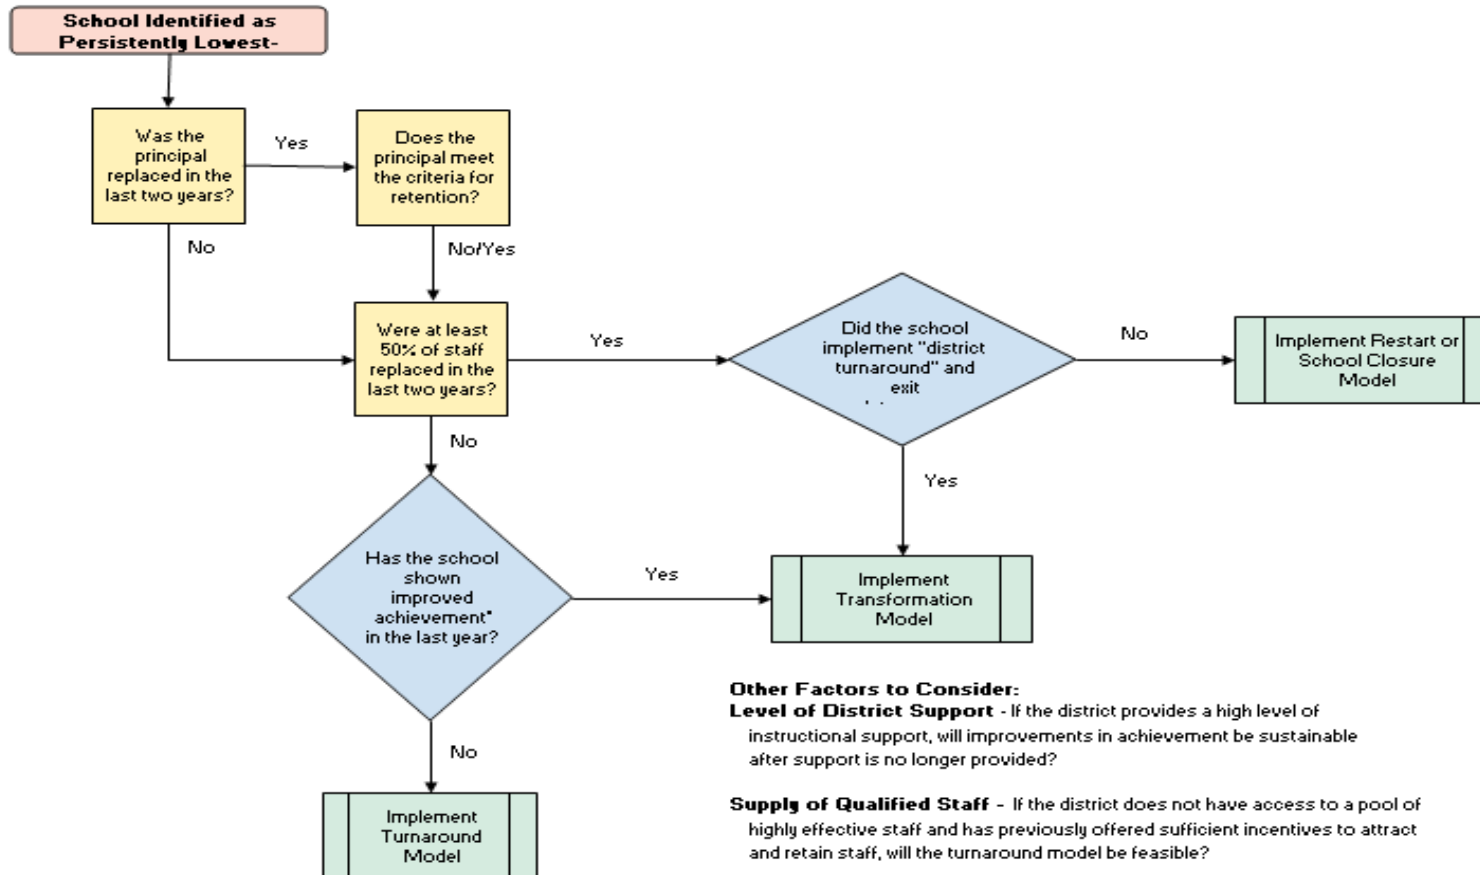 School Identified as
Persistently Lowest-
Was the
principal
replaced in the
last two years?
Yes
Does the
principal meet
the criteria for
retention?
No
No/Yes
Were at least
50% of staff
replaced in the
last two years?
Yes
Did the school
implement "district
turnaround" and
exit
No
Implement Restart or
School Closure
Model
No
Yes
Has the school
shown
improved
achievement*
in the last year?
Yes
Implement
Transformation
Model
No
Implement
Turnaround
Model
Other Factors to Consider:
Level of District Support - If the district provides a high level of
instructional support, will improvements in achievement be sustainable
after support is no longer provided?
Supply of Qualified Staff - If the district does not have access to a pool of
highly effective staff and has previously offered sufficient incentives to attract
and retain staff, will the turnaround model be feasible?